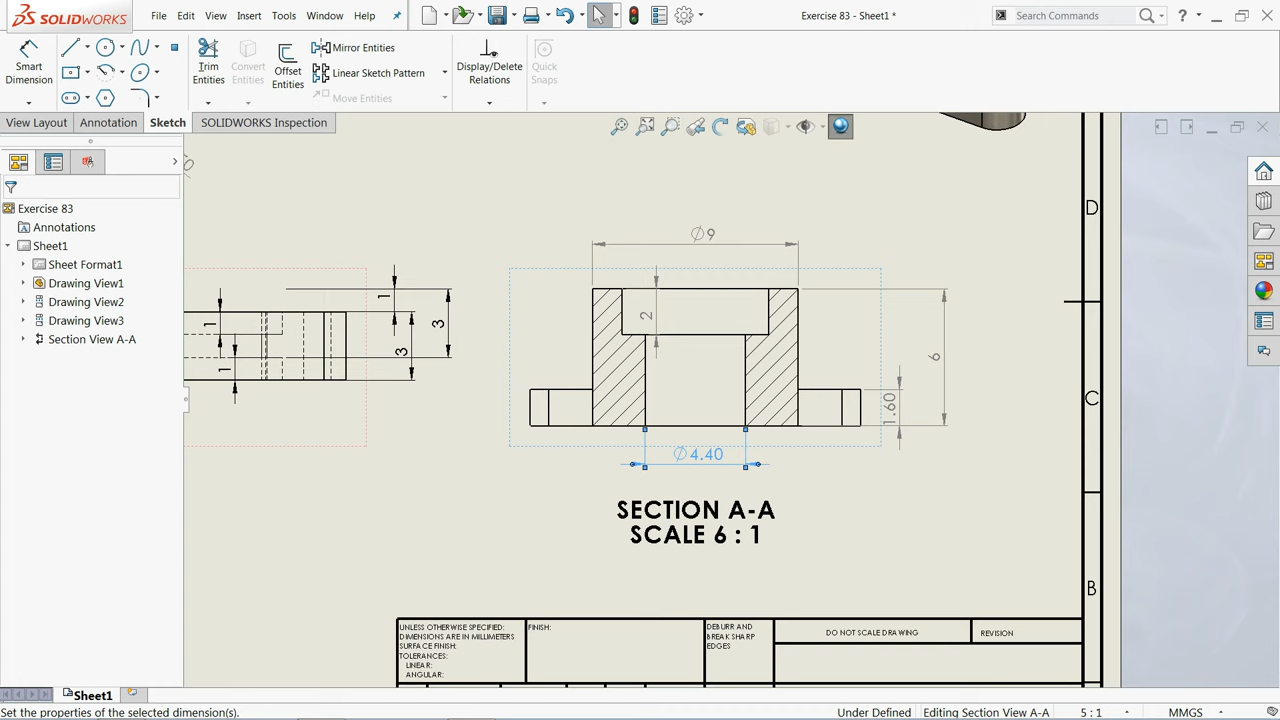 SOLIDWORKS
File Edit View Insert Tools Window Help
Exercise 83 - Sheet1 *
Search Commands
Smart Dimension
Trim Entities
Convert Entities
Offset Entities
Mirror Entities
Linear Sketch Pattern
Move Entities
Display/Delete Relations
Quick Snaps
View Layout Annotation Sketch SOLIDWORKS Inspection
Exercise 83
Annotations
Sheet1
Sheet Format1
Drawing View1
Drawing View2
Drawing View3
Section View A-A
D
C
B
1
1
1
3
3
∅9
2
6
1.60
∅4.40
SECTION A-A
SCALE 6 : 1
UNLESS OTHERWISE SPECIFIED:
DIMENSIONS ARE IN MILLIMETERS
SURFACE FINISH:
TOLERANCES:
LINEAR:
ANGULAR:
FINISH:
DEBURR AND
BREAK SHARP
EDGES
DO NOT SCALE DRAWING
REVISION
Sheet1
Set the properties of the selected dimension(s).
Under Defined
Editing Section View A-A
5 : 1
MMGS